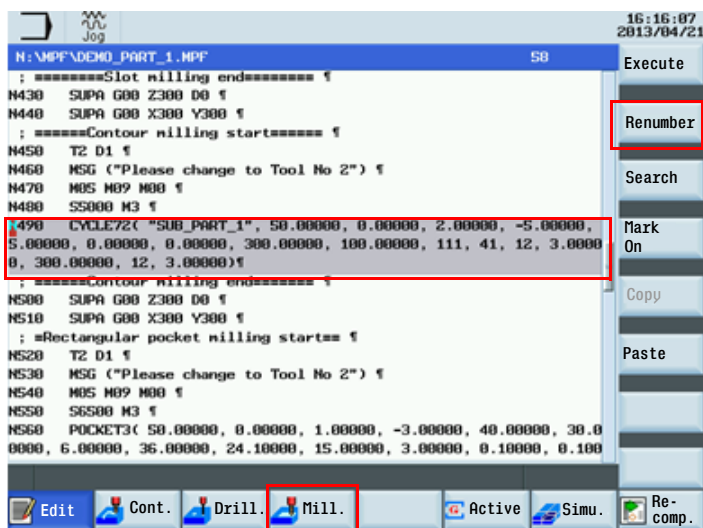 Jog
16:16:07
2013/04/21
N:\MPF\DEMO_PART_1.MPF 58
Execute
; ========Slot milling end========= ¶
N430 SUPA G00 Z300 D0 ¶
N440 SUPA G00 X300 Y300 ¶
Renumber
; ======Contour milling start====== ¶
N450 T2 D1 ¶
N460 MSG ("Please change to Tool No 2") ¶
Search
N470 M05 M09 M00 ¶
N480 S5000 M3 ¶
N490 CYCLE72( "SUB_PART_1", 50.00000, 0.00000, 2.00000, -5.00000,
5.00000, 0.00000, 0.00000, 300.00000, 100.00000, 111, 41, 12, 3.0000
0, 300.00000, 12, 3.00000)¶
Mark
On
; ======Contour milling end======== ¶
N500 SUPA G00 Z300 D0 ¶
Copy
N510 SUPA G00 X300 Y300 ¶
; =Rectangular pocket milling start== ¶
N520 T2 D1 ¶
Paste
N530 MSG ("Please change to Tool No 2") ¶
N540 M05 M09 M00 ¶
N550 S6500 M3 ¶
N560 POCKET3( 50.00000, 0.00000, 1.00000, -3.00000, 40.00000, 30.0
0000, 6.00000, 36.00000, 24.10000, 15.00000, 3.00000, 0.10000, 0.100
Edit Cont. Drill. Mill. Active Simu. Re-
comp.